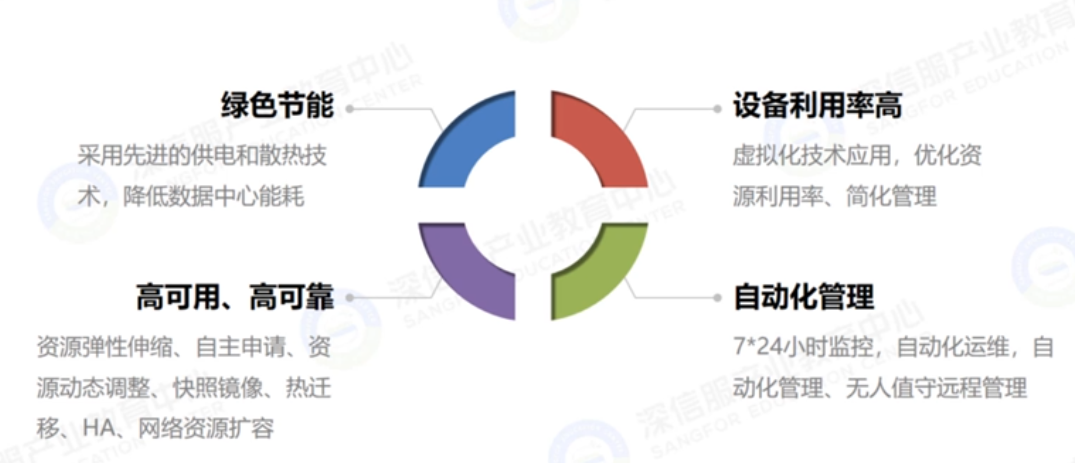 绿色节能
采用先进的供电和散热技
术，降低数据中心能耗
设备利用率高
虚拟化技术应用，优化资
源利用率、简化管理
高可用、高可靠
资源弹性伸缩、自主申请、资
源动态调整、快照镜像、热迁
移、HA、网络资源扩容
自动化管理
7*24小时监控，自动化运维，自
动化管理、无人值守远程管理
深信服产业教育中心
SANGFOR EDUCATION CENTER